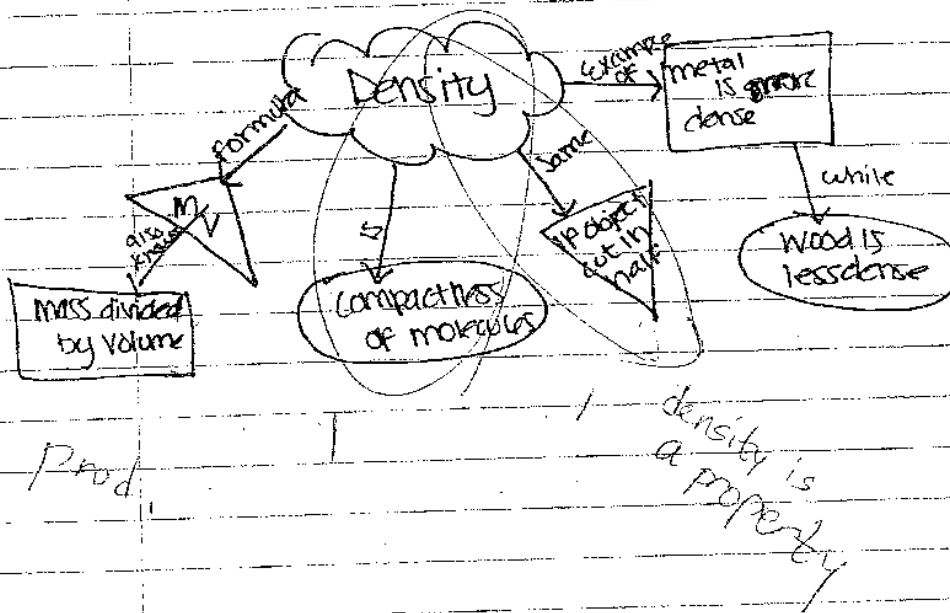 Density
formula
M/V
also
known
mass divided
by volume
is
compactness
of molecules
same
if object
cut in
half
example
of
metal
is more
dense
while
Wood is
less dense
Prod
density is
a property